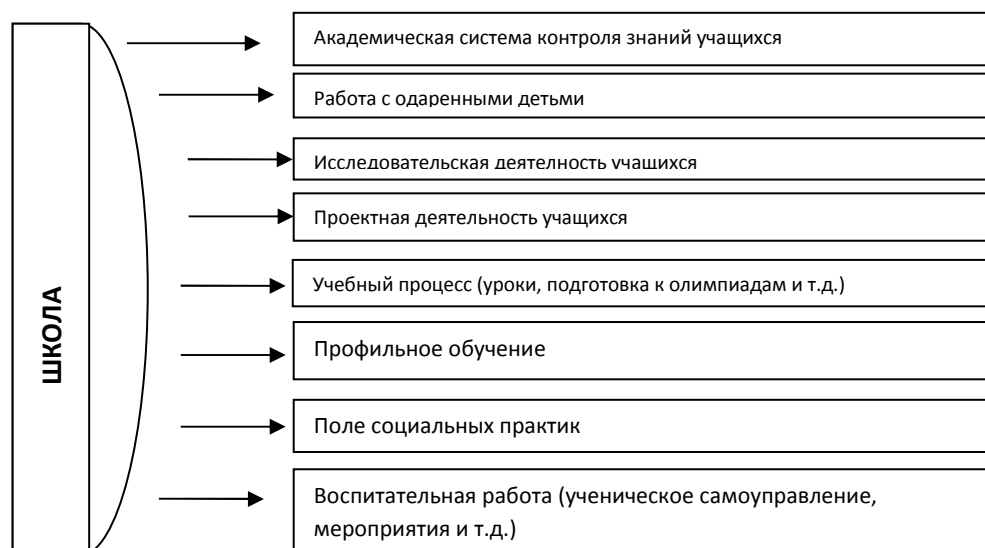 ШКОЛА
Академическая система контроля знаний учащихся
Работа с одаренными детьми
Исследовательская деятелность учащихся
Проектная деятельность учащихся
Учебный процесс (уроки, подготовка к олимпиадам и т.д.)
Профильное обучение
Поле социальных практик
Воспитательная работа (ученическое самоуправление,
мероприятия и т.д.)